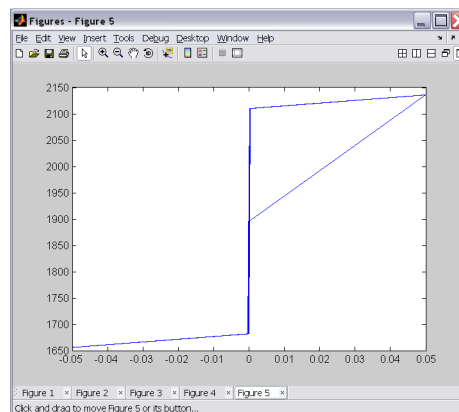 Figures - Figure 5
File Edit View Insert Tools Debug Desktop Window Help
2150
2100
2050
2000
1950
1900
1850
1800
1750
1700
1650
-0.05 -0.04 -0.03 -0.02 -0.01 0 0.01 0.02 0.03 0.04 0.05
Figure 1 × Figure 2 × Figure 3 × Figure 4 × Figure 5 ×
Click and drag to move Figure 5 or its button...